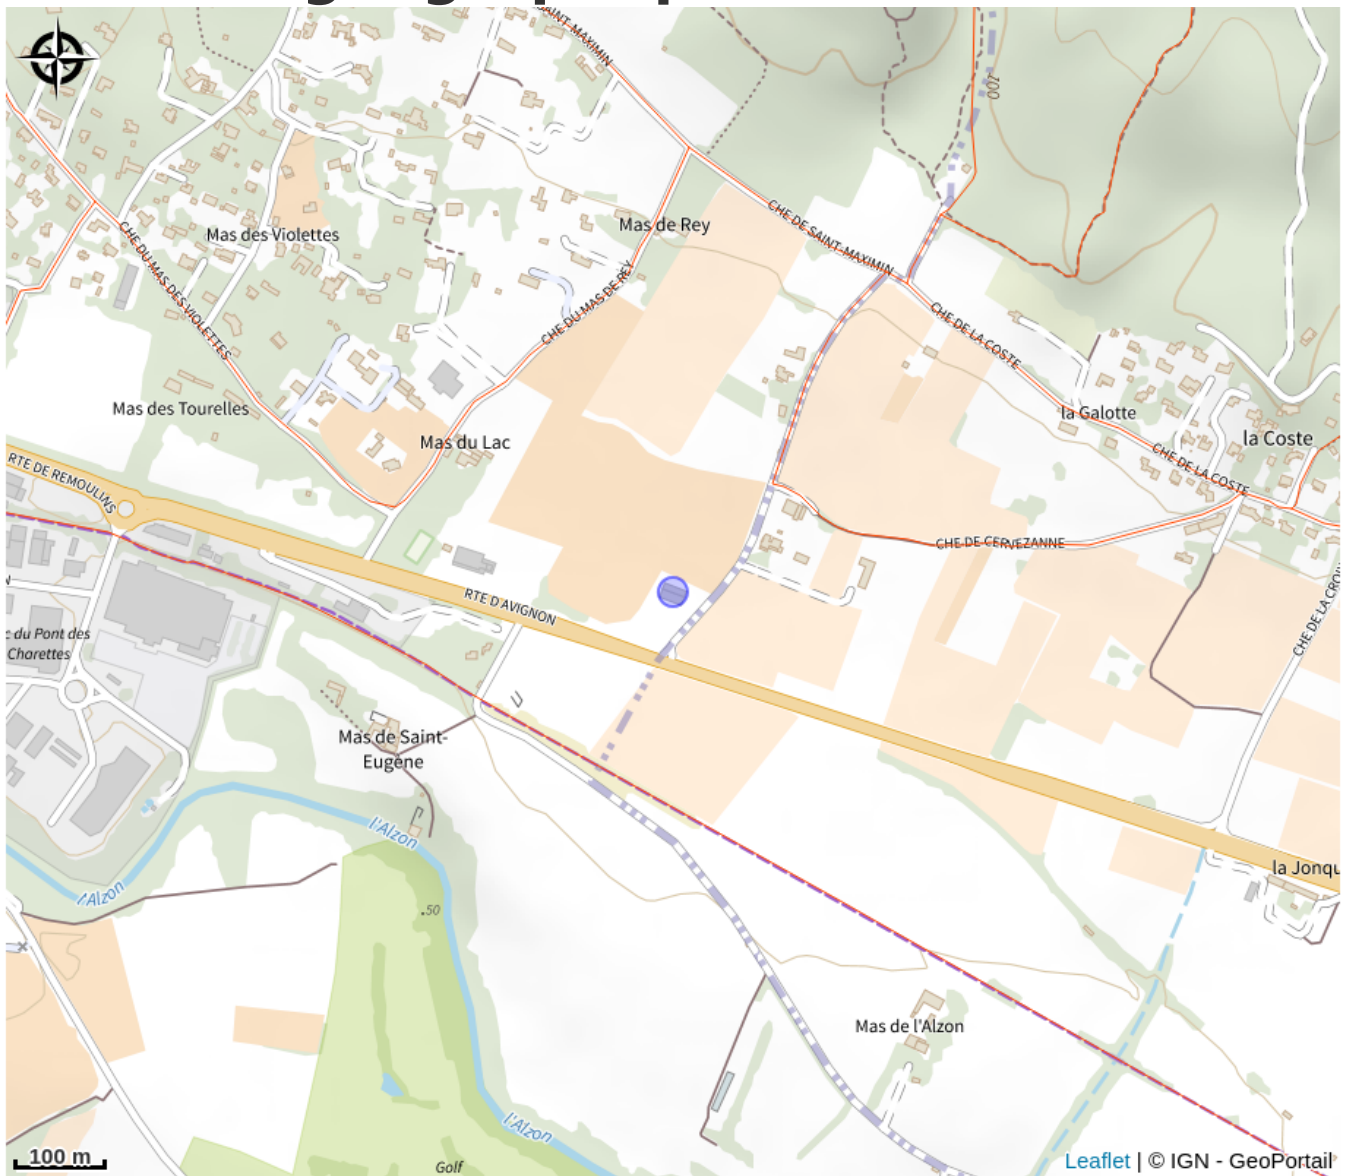 SAINT-MAXIMIN
100
Mas de Rey
CHE DE SAINT-MAXIMIN
Mas des Violettes
CHE DU MAS DES VIOLETTES
CHE DU MAS DE REY
CHE DE LA COSTE
Mas des Tourelles
la Galotte
Mas du Lac
la Coste
CHE DE LA COSTE
RTE DE REMOULINS
CHE DE CERVEZANNE
RTE D'AVIGNON
CHE DE LA CROI
c du Pont des
Charettes
Mas de Saint-
Eugène
l'Alzon
la Jonqu
l'Alzon
.50
Mas de l'Alzon
l'Alzon
100 m
Golf
Leaflet | © IGN - GeoPortail